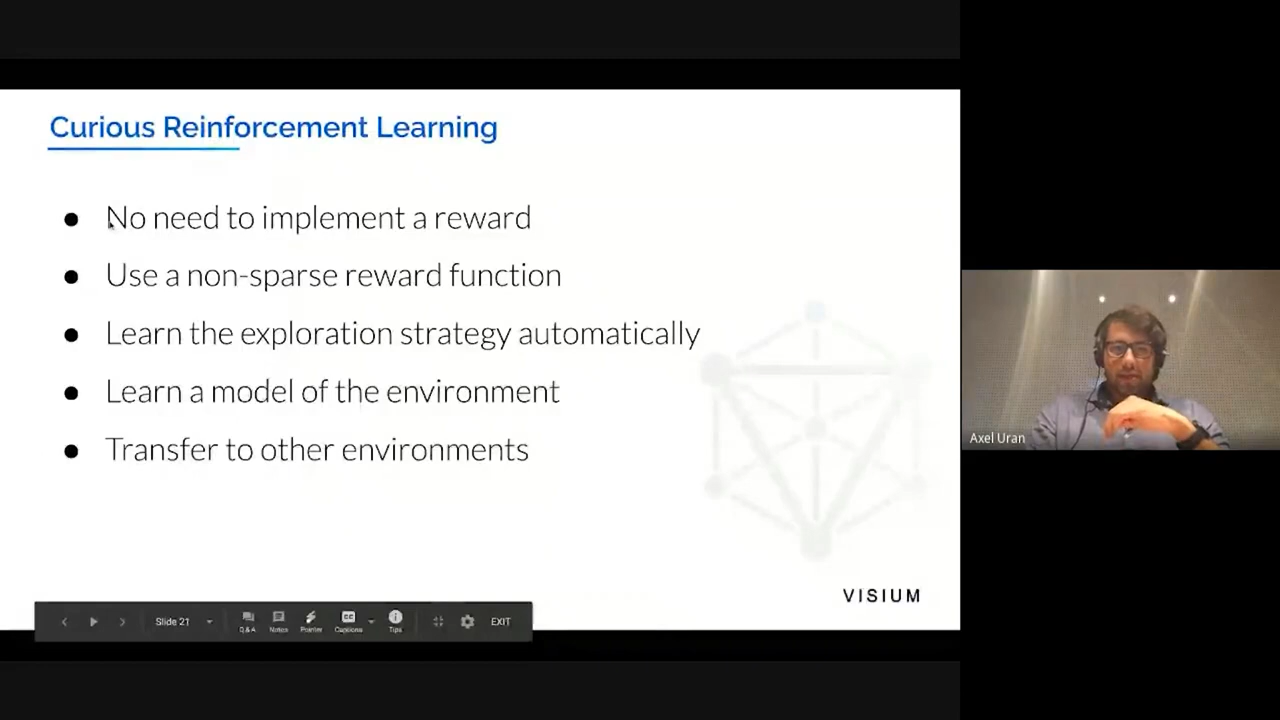 Curious Reinforcement Learning
No need to implement a reward
Use a non-sparse reward function
Learn the exploration strategy automatically
Learn a model of the environment
Transfer to other environments
VISIUM
Slide 21
Q & A
Notes
Pointer
Captions
Tips
EXIT
CC
Axel Uran